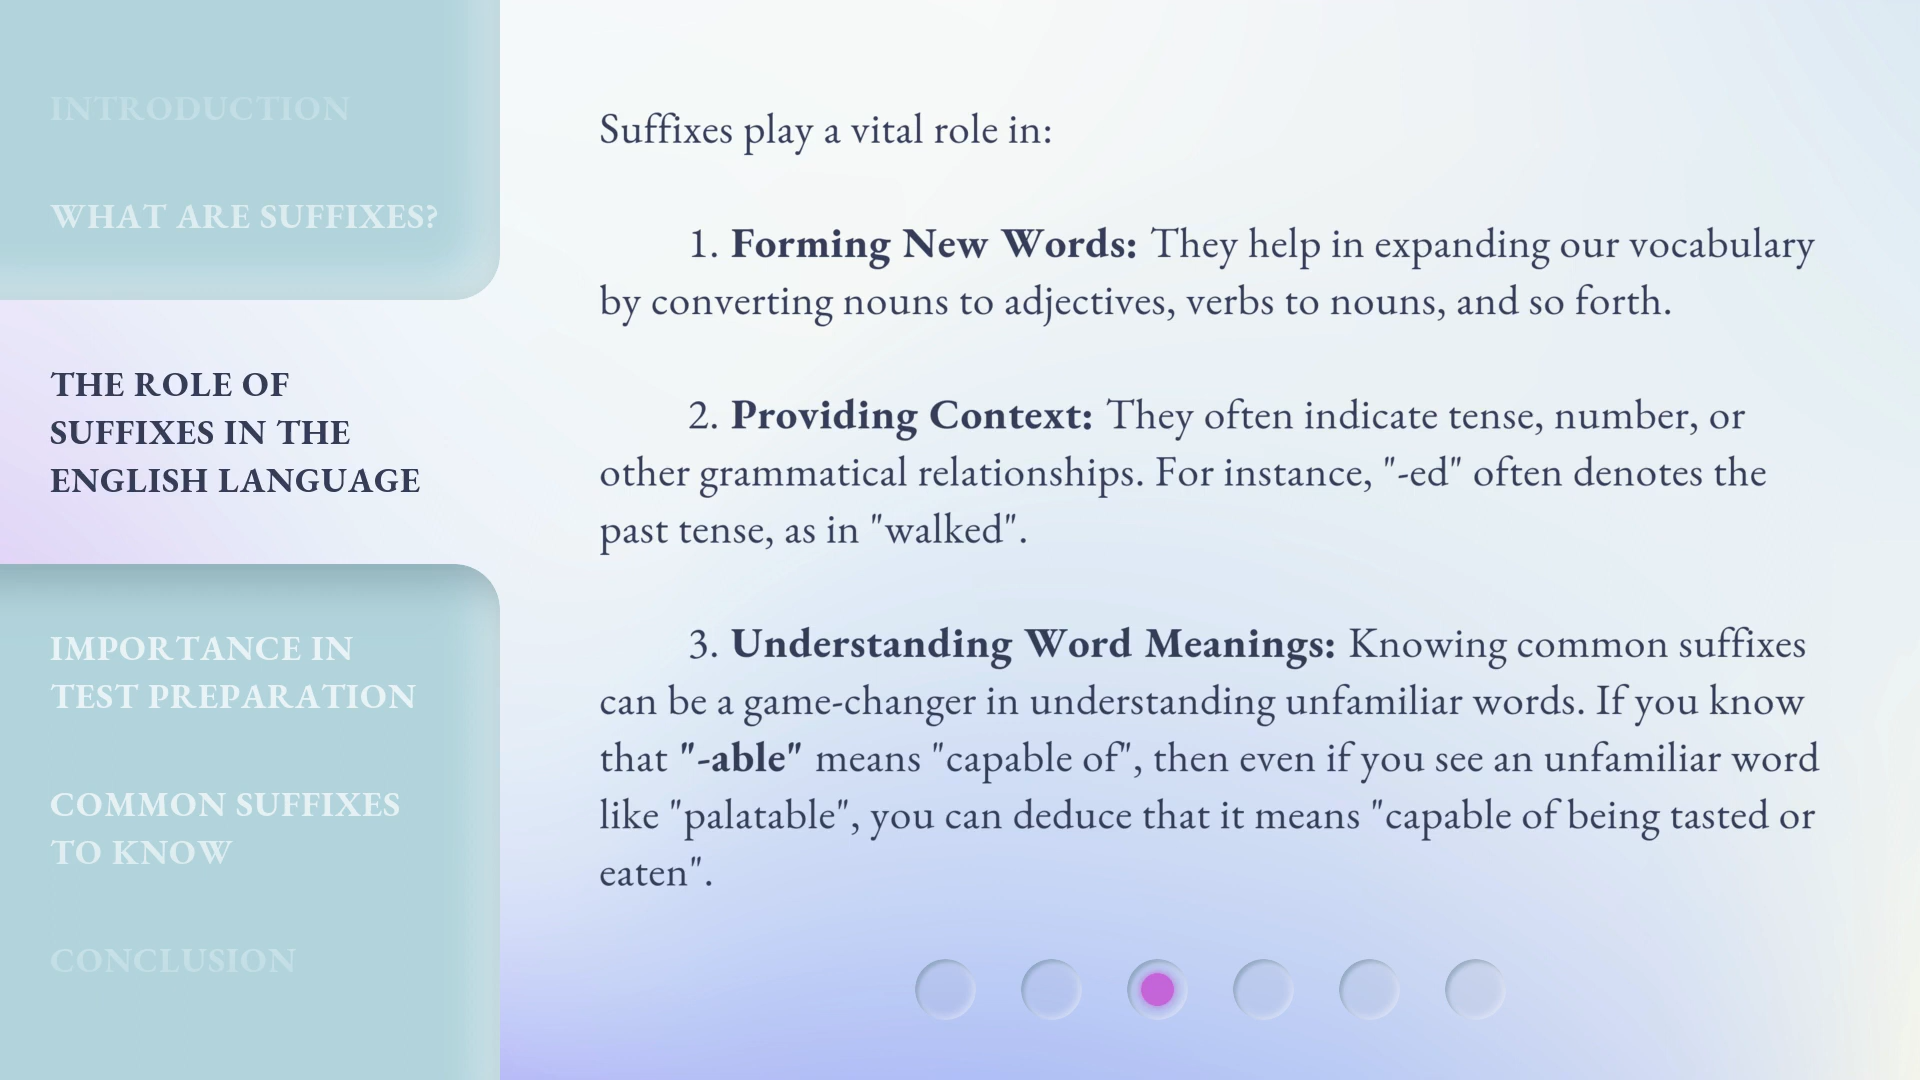 INTRODUCTION
WHAT ARE SUFFIXES?
THE ROLE OF
SUFFIXES IN THE
ENGLISH LANGUAGE
IMPORTANCE IN
TEST PREPARATION
COMMON SUFFIXES
TO KNOW
CONCLUSION
Suffixes play a vital role in:
1. Forming New Words: They help in expanding our vocabulary
by converting nouns to adjectives, verbs to nouns, and so forth.
2. Providing Context: They often indicate tense, number, or
other grammatical relationships. For instance, "-ed" often denotes the
past tense, as in "walked".
3. Understanding Word Meanings: Knowing common suffixes
can be a game-changer in understanding unfamiliar words. If you know
that "-able" means "capable of", then even if you see an unfamiliar word
like "palatable", you can deduce that it means "capable of being tasted or
eaten".